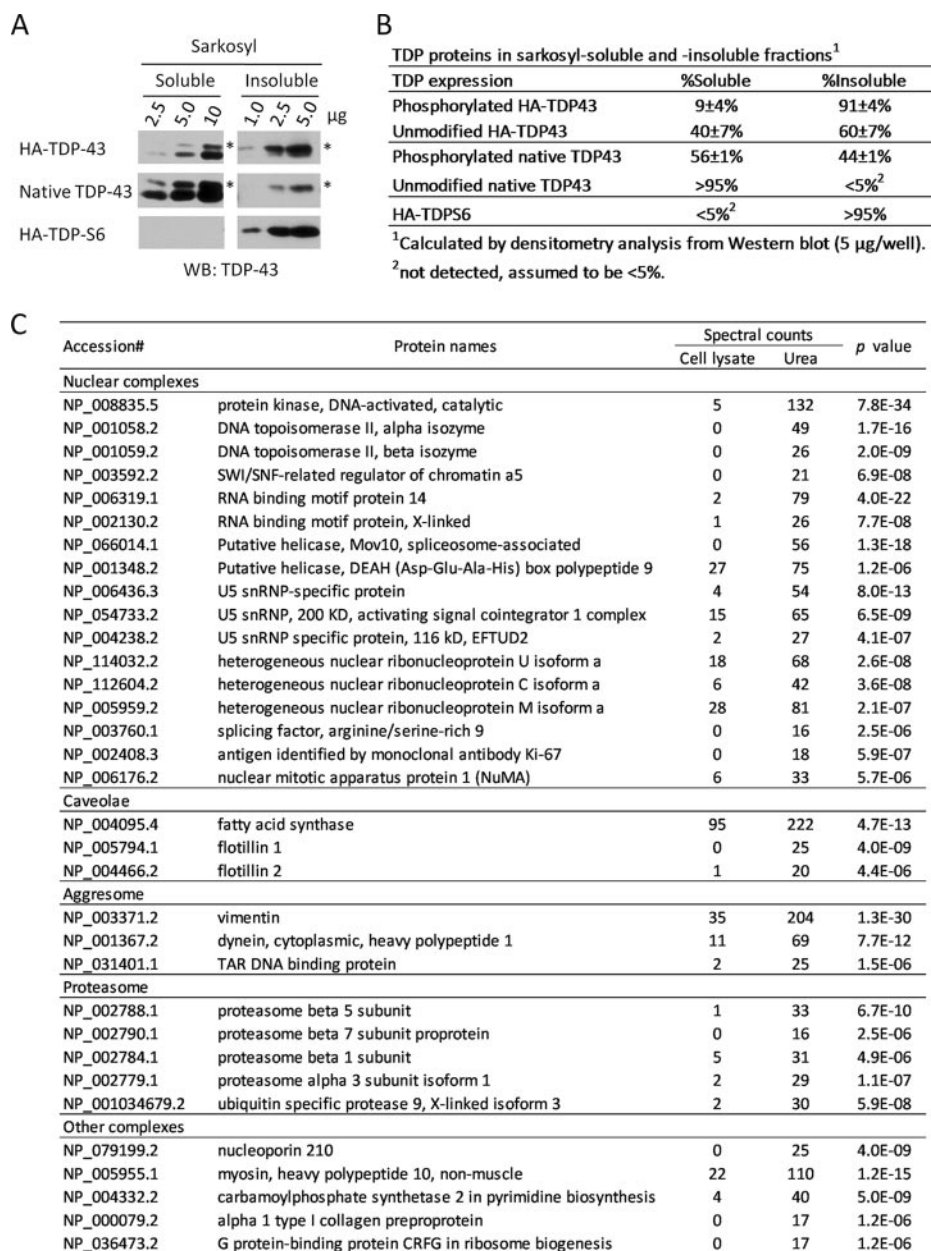 A
Sarkosyl
Soluble Insoluble
2.5 5.0 10 1.0 2.5 5.0 μg
HA-TDP-43 * *
Native TDP-43 * *
HA-TDP-S6
WB: TDP-43
B
TDP proteins in sarkosyl-soluble and -insoluble fractions1
TDP expression %Soluble %Insoluble
Phosphorylated HA-TDP43 9±4% 91±4%
Unmodified HA-TDP43 40±7% 60±7%
Phosphorylated native TDP43 56±1% 44±1%
Unmodified native TDP43 >95% <5%2
HA-TDPS6 <5%2 >95%
1Calculated by densitometry analysis from Western blot (5 μg/well).
2not detected, assumed to be <5%.
C
Accession# Protein names Spectral counts p value
Cell lysate Urea
Nuclear complexes
NP_008835.5 protein kinase, DNA-activated, catalytic 5 132 7.8E-34
NP_001058.2 DNA topoisomerase II, alpha isozyme 0 49 1.7E-16
NP_001059.2 DNA topoisomerase II, beta isozyme 0 26 2.0E-09
NP_003592.2 SWI/SNF-related regulator of chromatin a5 0 21 6.9E-08
NP_006319.1 RNA binding motif protein 14 2 79 4.0E-22
NP_002130.2 RNA binding motif protein, X-linked 1 26 7.7E-08
NP_066014.1 Putative helicase, Mov10, spliceosome-associated 0 56 1.3E-18
NP_001348.2 Putative helicase, DEAH (Asp-Glu-Ala-His) box polypeptide 9 27 75 1.2E-06
NP_006436.3 U5 snRNP-specific protein 4 54 8.0E-13
NP_054733.2 U5 snRNP, 200 KD, activating signal cointegrator 1 complex 15 65 6.5E-09
NP_004238.2 U5 snRNP specific protein, 116 kD, EFTUD2 2 27 4.1E-07
NP_114032.2 heterogeneous nuclear ribonucleoprotein U isoform a 18 68 2.6E-08
NP_112604.2 heterogeneous nuclear ribonucleoprotein C isoform a 6 42 3.6E-08
NP_005959.2 heterogeneous nuclear ribonucleoprotein M isoform a 28 81 2.1E-07
NP_003760.1 splicing factor, arginine/serine-rich 9 0 16 2.5E-06
NP_002408.3 antigen identified by monoclonal antibody Ki-67 0 18 5.9E-07
NP_006176.2 nuclear mitotic apparatus protein 1 (NuMA) 6 33 5.7E-06
Caveolae
NP_004095.4 fatty acid synthase 95 222 4.7E-13
NP_005794.1 flotillin 1 0 25 4.0E-09
NP_004466.2 flotillin 2 1 20 4.4E-06
Aggresome
NP_003371.2 vimentin 35 204 1.3E-30
NP_001367.2 dynein, cytoplasmic, heavy polypeptide 1 11 69 7.7E-12
NP_031401.1 TAR DNA binding protein 2 25 1.5E-06
Proteasome
NP_002788.1 proteasome beta 5 subunit 1 33 6.7E-10
NP_002790.1 proteasome beta 7 subunit proprotein 0 16 2.5E-06
NP_002784.1 proteasome beta 1 subunit 5 31 4.9E-06
NP_002779.1 proteasome alpha 3 subunit isoform 1 2 29 1.1E-07
NP_001034679.2 ubiquitin specific protease 9, X-linked isoform 3 2 30 5.9E-08
Other complexes
NP_079199.2 nucleoporin 210 0 25 4.0E-09
NP_005955.1 myosin, heavy polypeptide 10, non-muscle 22 110 1.2E-15
NP_004332.2 carbamoylphosphate synthetase 2 in pyrimidine biosynthesis 4 40 5.0E-09
NP_000079.2 alpha 1 type I collagen preproprotein 0 17 1.2E-06
NP_036473.2 G protein-binding protein CRFG in ribosome biogenesis 0 17 1.2E-06